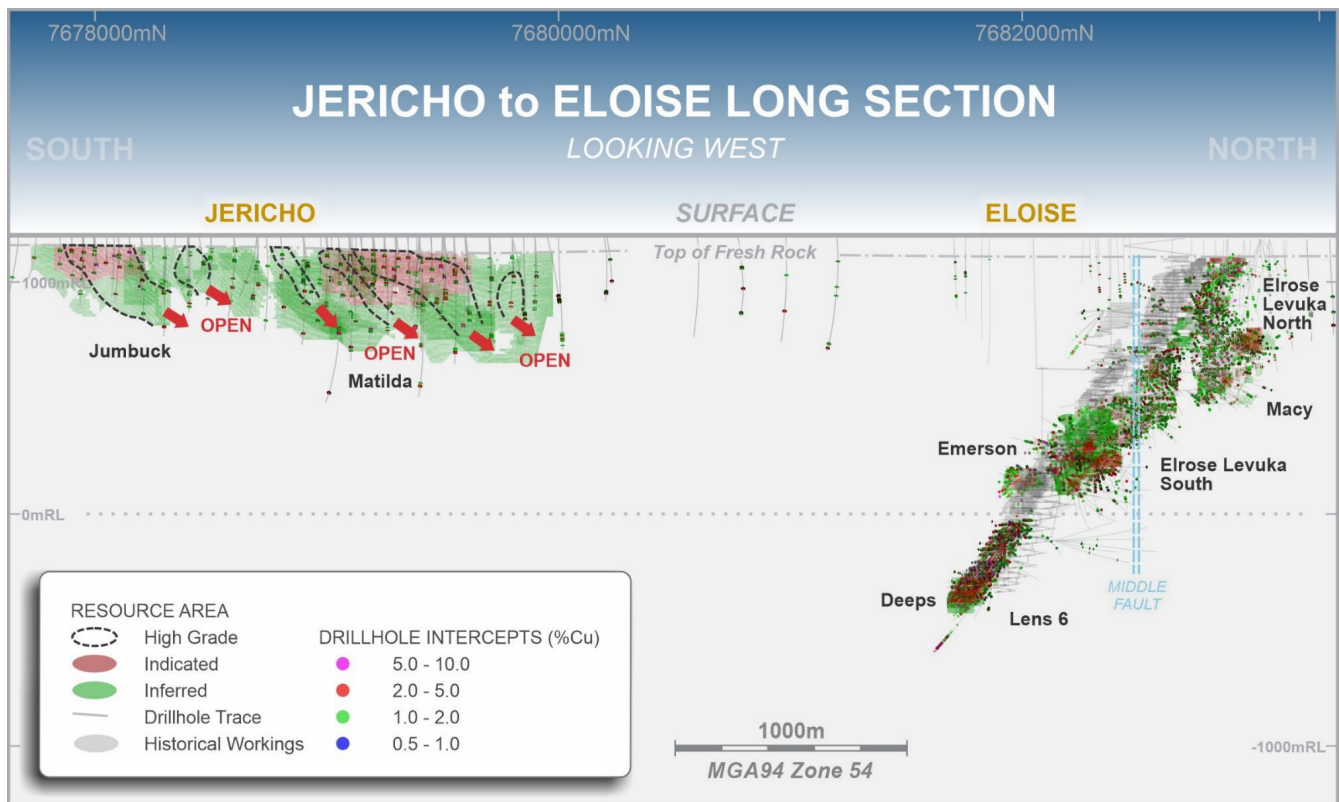 7678000mN
7680000mN
7682000mN
JERICHO to ELOISE LONG SECTION
SOUTH
LOOKING WEST
NORTH
JERICHO
SURFACE
ELOISE
Top of Fresh Rock
1000mRL
Elrose
Levuka
North
OPEN
Jumbuck
OPEN
OPEN
Matilda
Macy
Emerson
Elrose Levuka
South
0mRL
MIDDLE
FAULT
Deeps
Lens 6
RESOURCE AREA
High Grade
Indicated
Inferred
Drillhole Trace
Historical Workings
DRILLHOLE INTERCEPTS (%Cu)
5.0 - 10.0
2.0 - 5.0
1.0 - 2.0
0.5 - 1.0
1000m
MGA94 Zone 54
-1000mRL